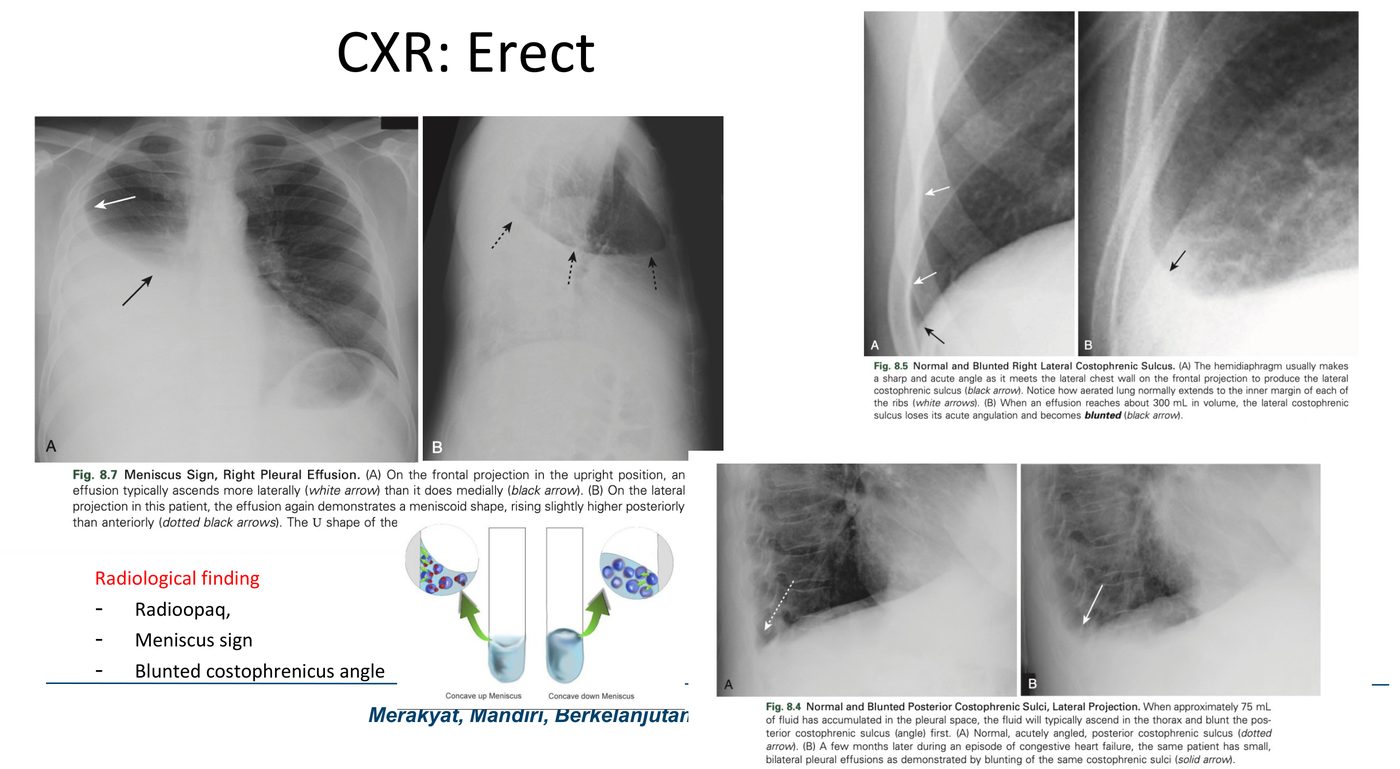 CXR: Erect
A
B
Fig. 8.7 Meniscus Sign, Right Pleural Effusion. (A) On the frontal projection in the upright position, an
effusion typically ascends more laterally (white arrow) than it does medially (black arrow). (B) On the lateral
projection in this patient, the effusion again demonstrates a meniscoid shape, rising slightly higher posteriorly
than anteriorly (dotted black arrows). The U shape of the
Radiological finding
- Radioopaq,
- Meniscus sign
- Blunted costophrenicus angle
Concave up Meniscus
Concave down Meniscus
Merakyat, Mandiri, Berkelanjutan
A
B
Fig. 8.5 Normal and Blunted Right Lateral Costophrenic Sulcus. (A) The hemidiaphragm usually makes
a sharp and acute angle as it meets the lateral chest wall on the frontal projection to produce the lateral
costophrenic sulcus (black arrow). Notice how aerated lung normally extends to the inner margin of each of
the ribs (white arrows). (B) When an effusion reaches about 300 mL in volume, the lateral costophrenic
sulcus loses its acute angulation and becomes blunted (black arrow).
A
B
Fig. 8.4 Normal and Blunted Posterior Costophrenic Sulci, Lateral Projection. When approximately 75 mL
of fluid has accumulated in the pleural space, the fluid will typically ascend in the thorax and blunt the pos-
terior costophrenic sulcus (angle) first. (A) Normal, acutely angled, posterior costophrenic sulcus (dotted
arrow). (B) A few months later during an episode of congestive heart failure, the same patient has small,
bilateral pleural effusions as demonstrated by blunting of the same costophrenic sulci (solid arrow).